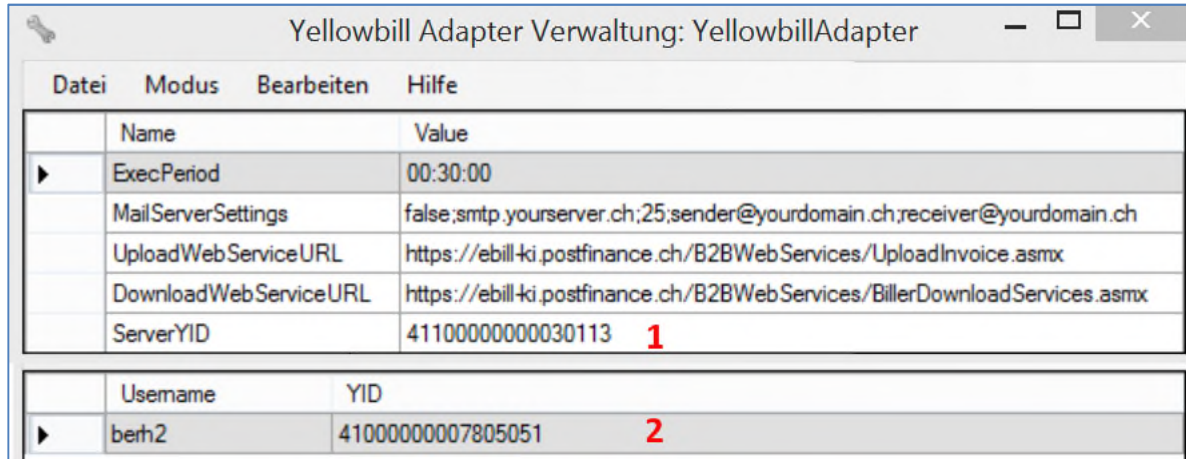 Yellowbill Adapter Verwaltung: YellowbillAdapter
Datei Modus Bearbeiten Hilfe
Name Value
ExecPeriod 00:30:00
MailServerSettings false;smtp.yourserver.ch;25;sender@yourdomain.ch;receiver@yourdomain.ch
UploadWebServiceURL https://ebill-ki.postfinance.ch/B2BWebServices/UploadInvoice.asmx
DownloadWebServiceURL https://ebill-ki.postfinance.ch/B2BWebServices/BillerDownloadServices.asmx
ServerYID 41100000000030113 1
Username YID
berh2 41000000007805051 2